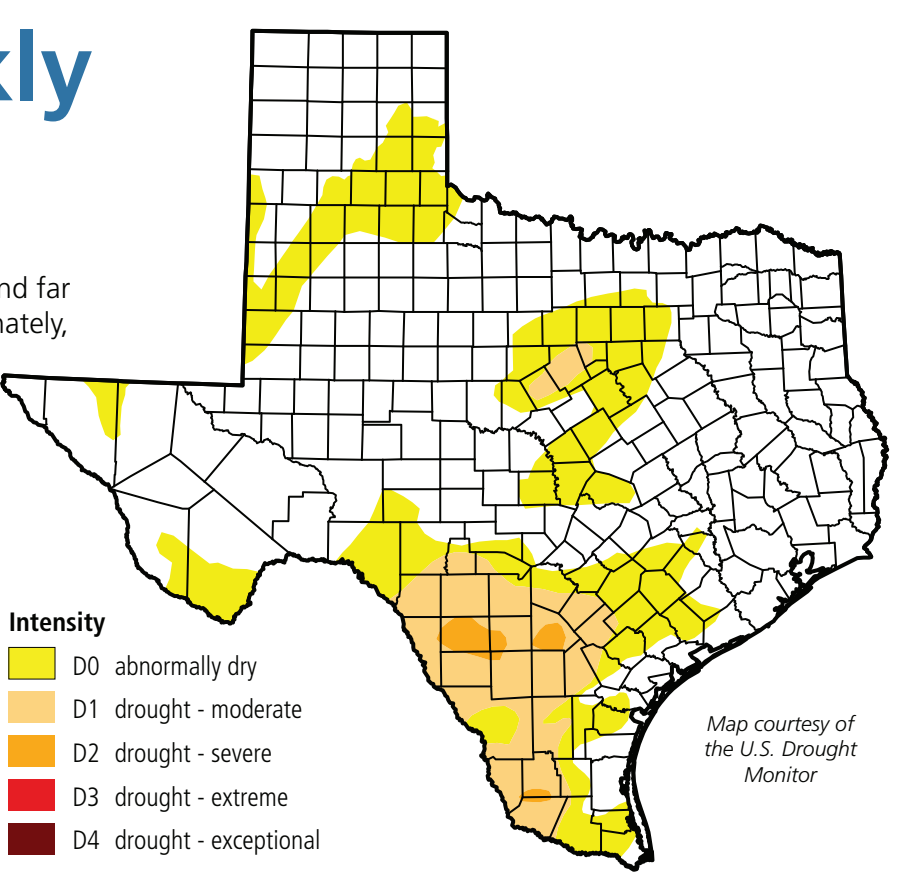 kly
nd far
nately,
Intensity
D0 abnormally dry
D1 drought - moderate
D2 drought - severe
D3 drought - extreme
D4 drought - exceptional
Map courtesy of
the U.S. Drought
Monitor